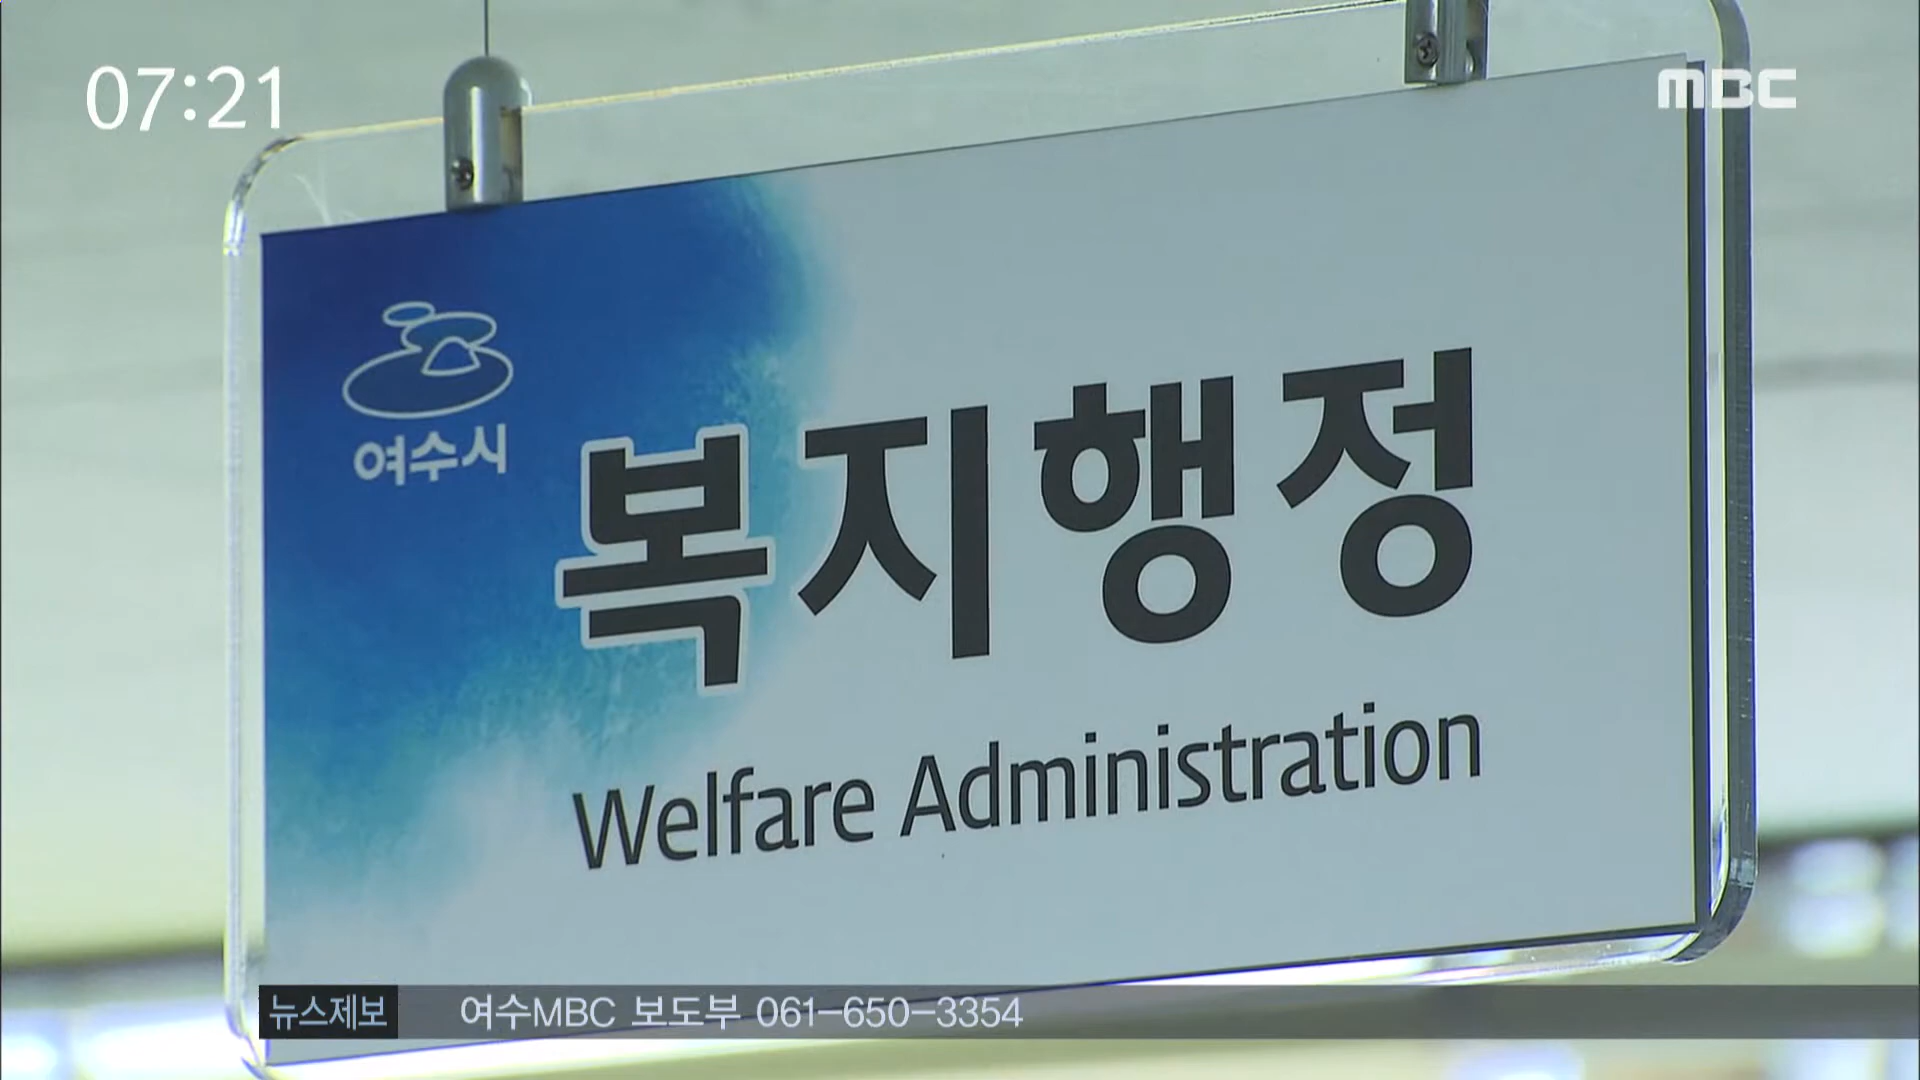 07:21
MBC
여수시
복지행정
Welfare Administration
뉴스제보 여수MBC 보도부 061-650-3354